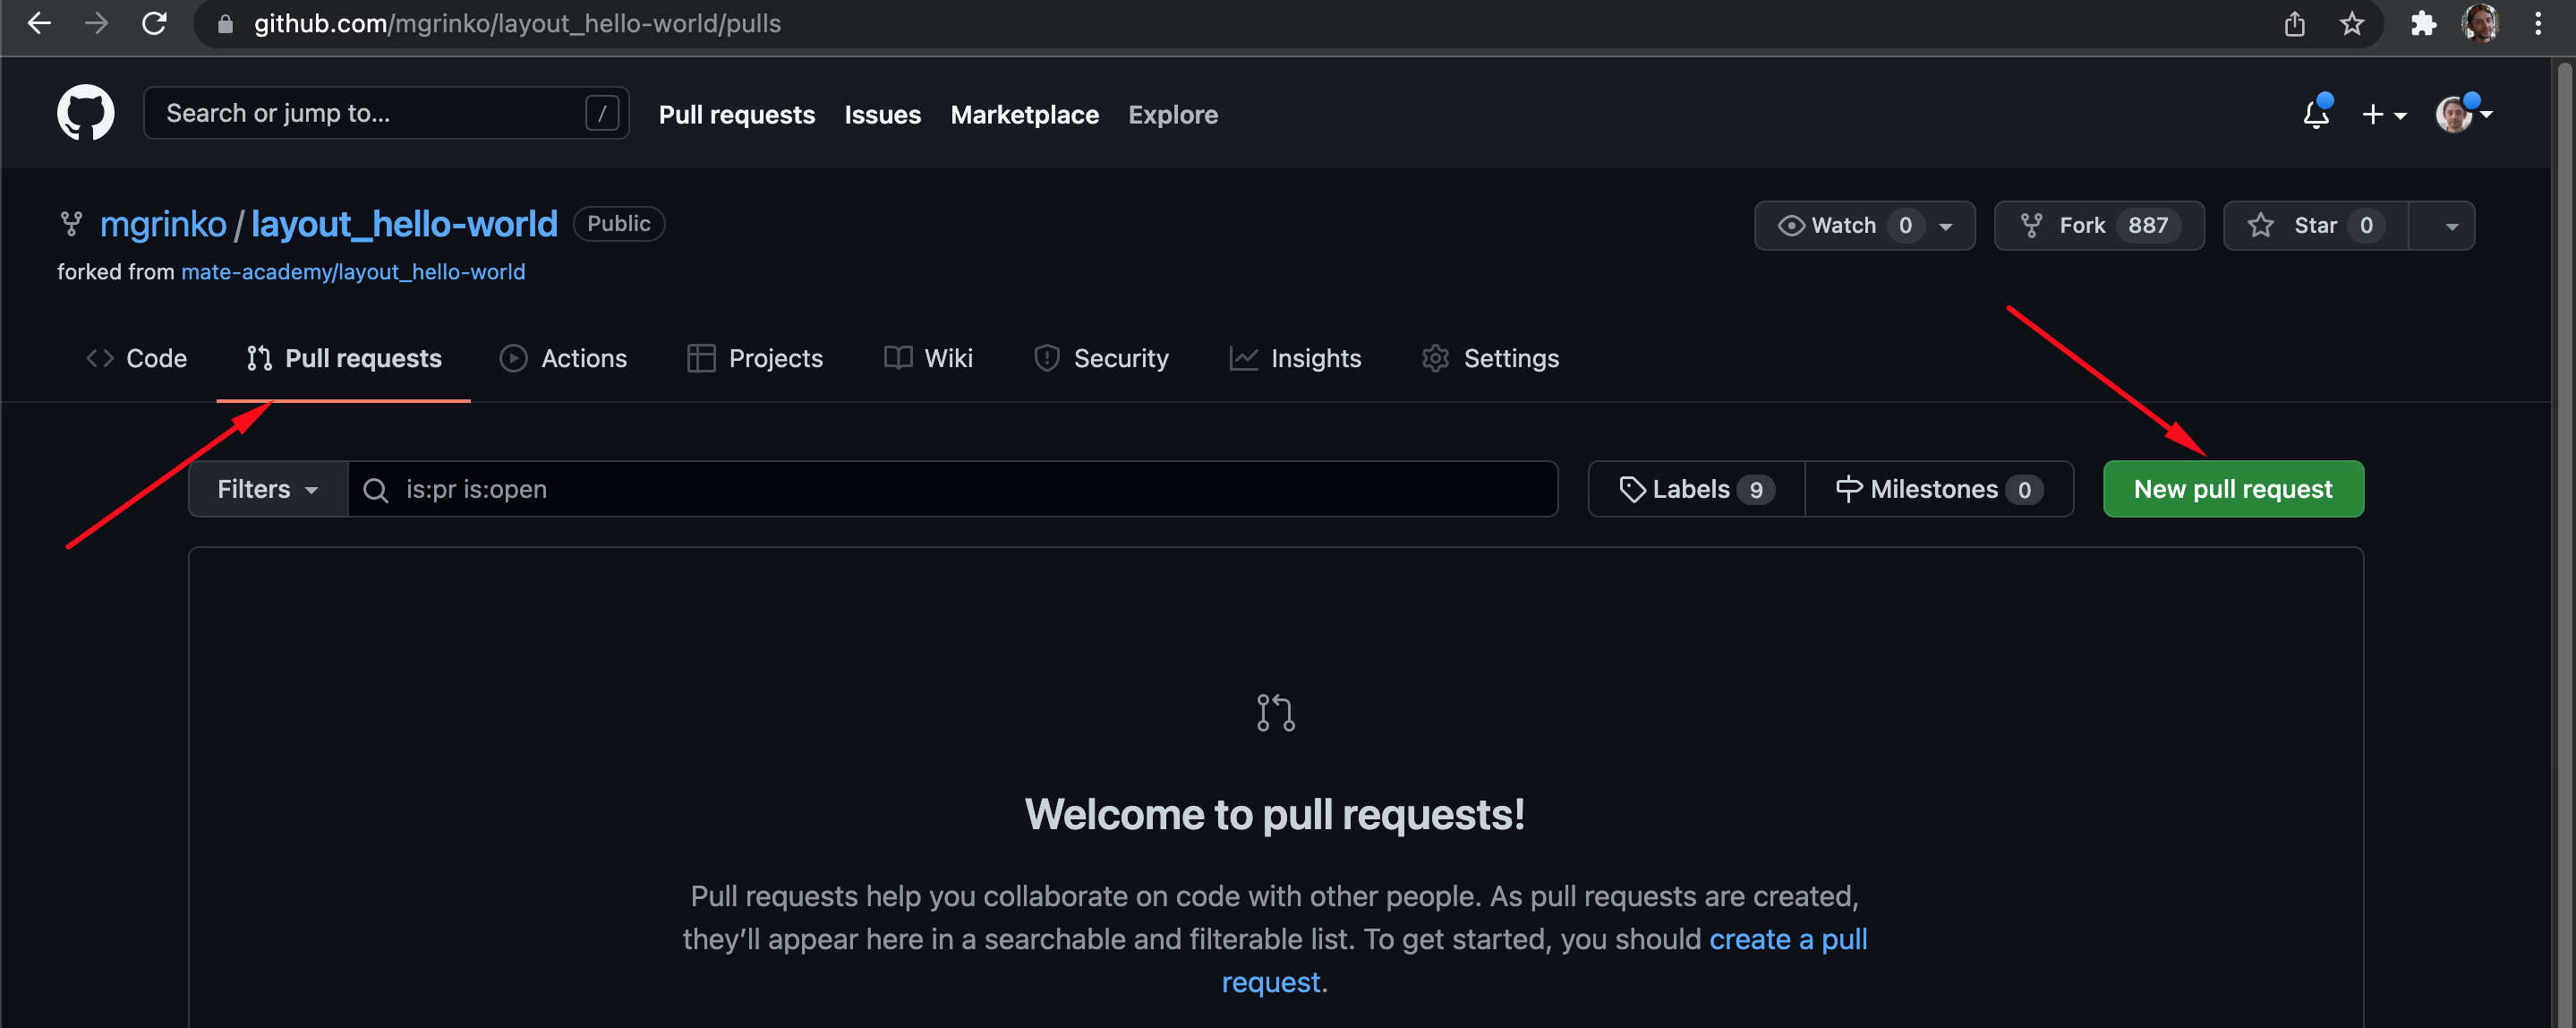 github.com/mgrinko/layout_hello-world/pulls
Search or jump to... /
Pull requests Issues Marketplace Explore
mgrinko / layout_hello-world Public
Watch 0 Fork 887 Star 0
forked from mate-academy/layout_hello-world
Code Pull requests Actions Projects Wiki Security Insights Settings
Filters is:pr is:open Labels 9 Milestones 0 New pull request
Welcome to pull requests!
Pull requests help you collaborate on code with other people. As pull requests are created,
they’ll appear here in a searchable and filterable list. To get started, you should create a pull
request.